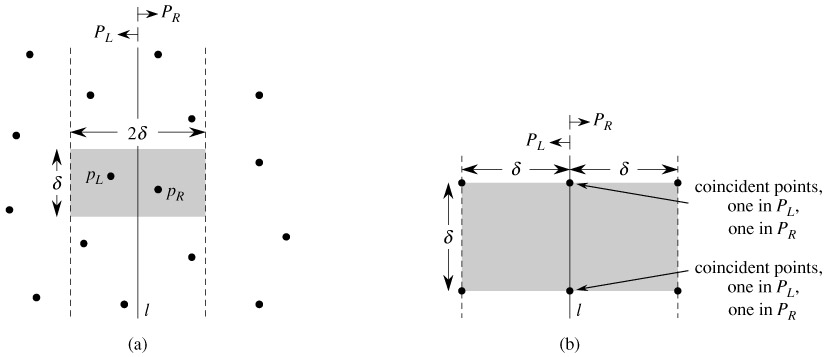 P_R
P_L
2δ
δ
p_L
p_R
l
(a)
P_R
P_L
δ δ
δ
coincident points,
one in P_L,
one in P_R
coincident points,
one in P_L,
one in P_R
l
(b)